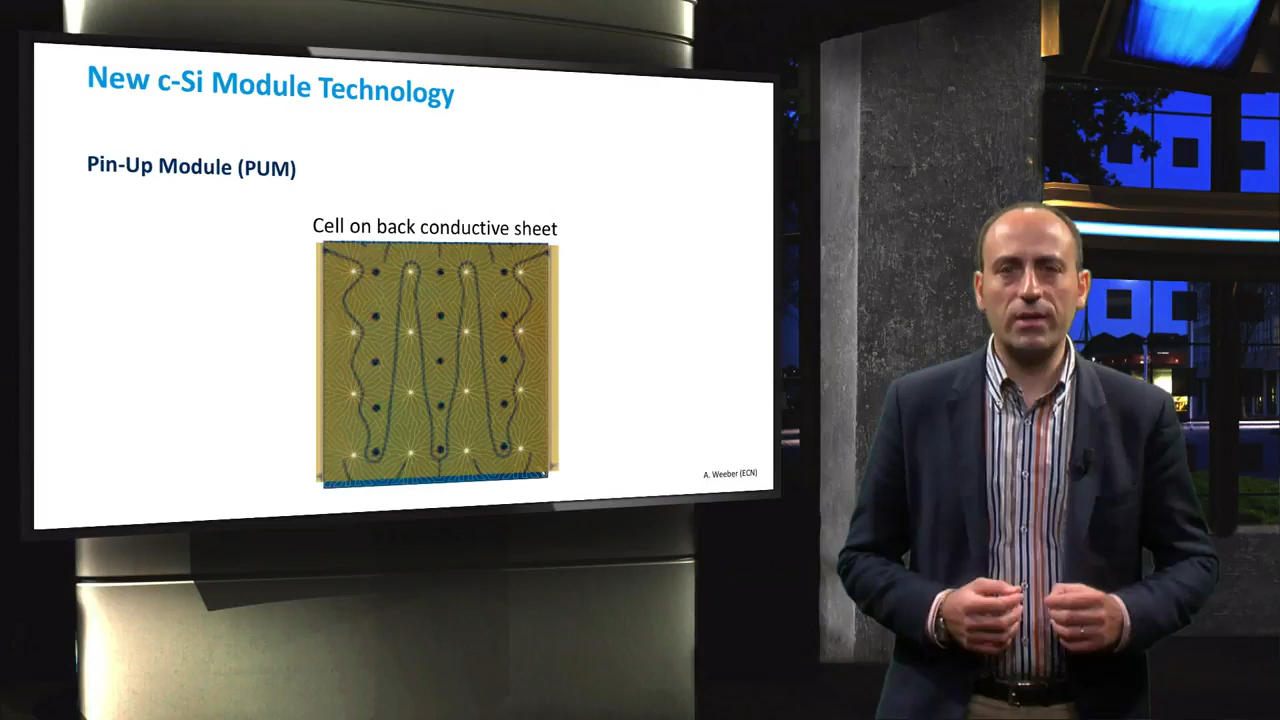 New c-Si Module Technology
Pin-Up Module (PUM)
Cell on back conductive sheet
A. Weeber (ECN)